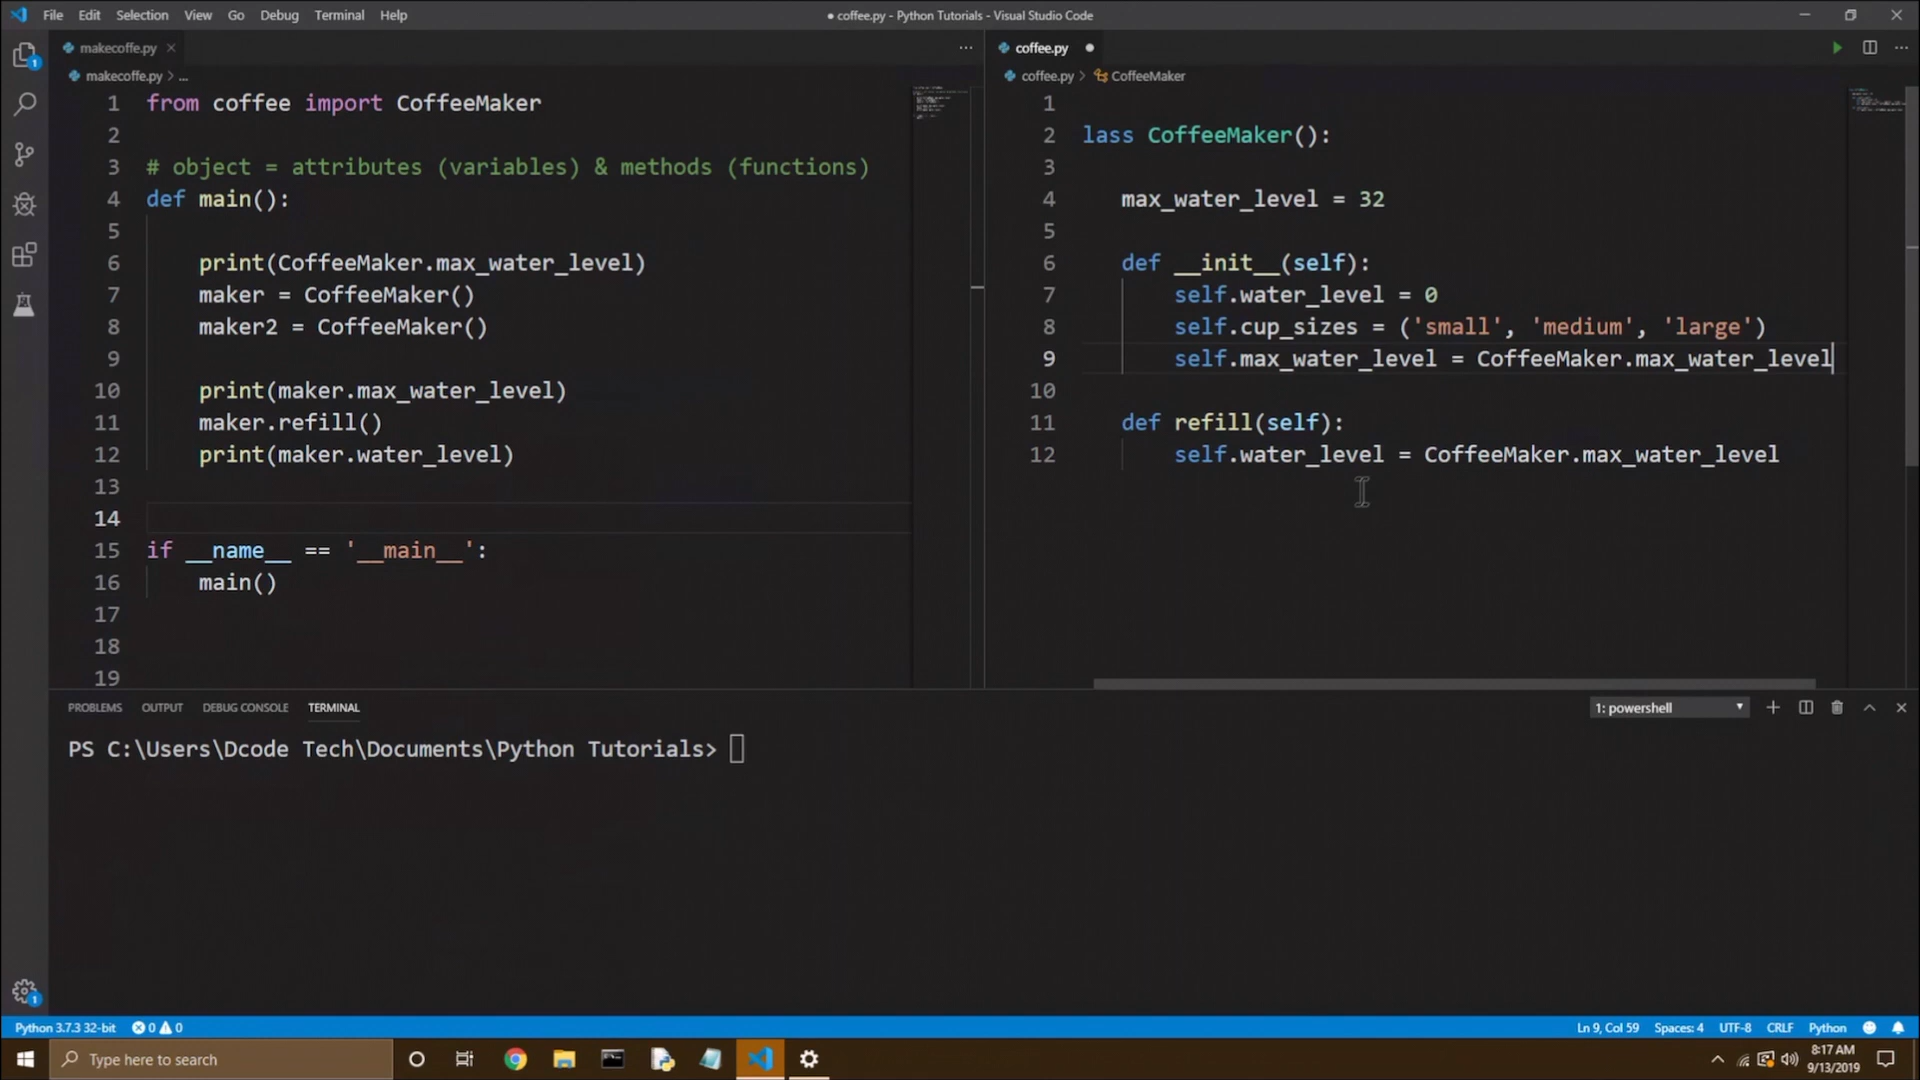 File Edit Selection View Go Debug Terminal Help
● coffee.py - Python Tutorials - Visual Studio Code
makecoffe.py
makecoffe.py > ...
1 from coffee import CoffeeMaker
2
3 # object = attributes (variables) & methods (functions)
4 def main():
5
6 print(CoffeeMaker.max_water_level)
7 maker = CoffeeMaker()
8 maker2 = CoffeeMaker()
9
10 print(maker.max_water_level)
11 maker.refill()
12 print(maker.water_level)
13
14
15 if __name__ == '__main__':
16 main()
17
18
19
coffee.py ●
coffee.py > CoffeeMaker
1
2 lass CoffeeMaker():
3
4 max_water_level = 32
5
6 def __init__(self):
7 self.water_level = 0
8 self.cup_sizes = ('small', 'medium', 'large')
9 self.max_water_level = CoffeeMaker.max_water_level
10
11 def refill(self):
12 self.water_level = CoffeeMaker.max_water_level
PROBLEMS OUTPUT DEBUG CONSOLE TERMINAL
1: powershell
PS C:\Users\Dcode Tech\Documents\Python Tutorials>
1
1
Python 3.7.3 32-bit 0 0
Ln 9, Col 59 Spaces: 4 UTF-8 CRLF Python
Type here to search
8:17 AM
9/13/2019